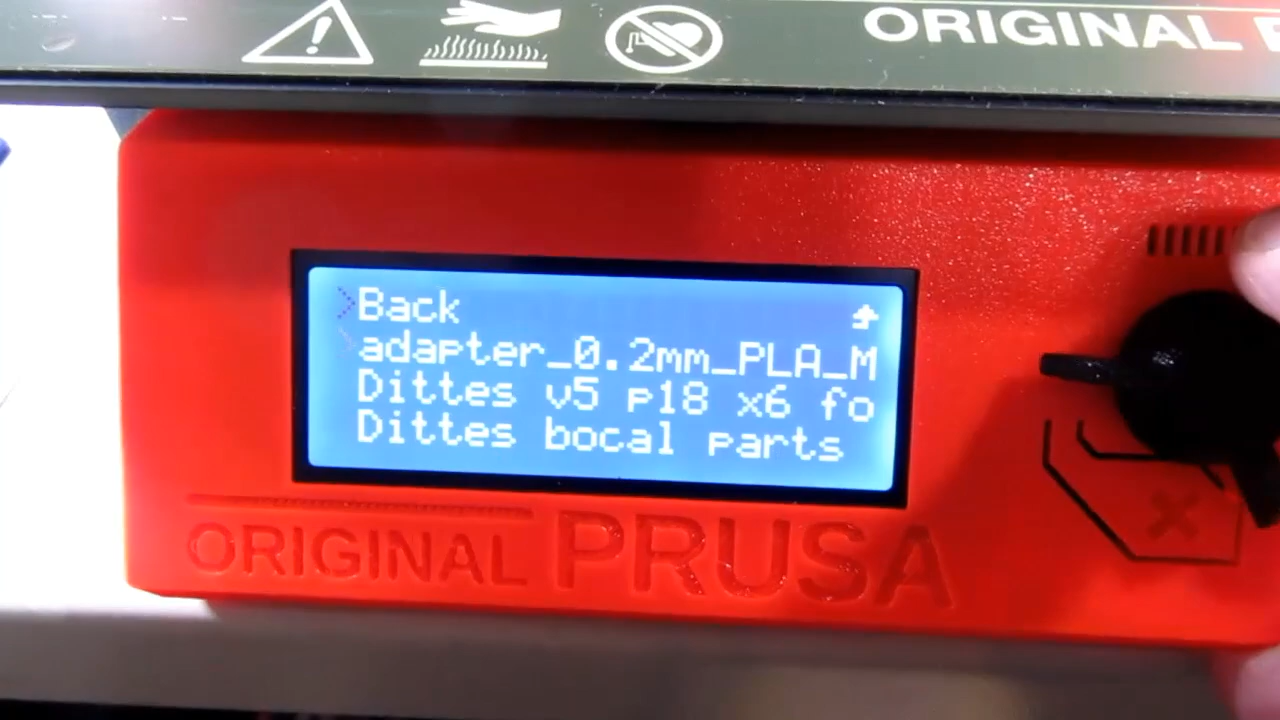 ORIGINAL
>Back
adapter_0.2mm_PLA_M
Dittes v5 p18 x6 fo
Dittes bocal parts
ORIGINAL PRUSA